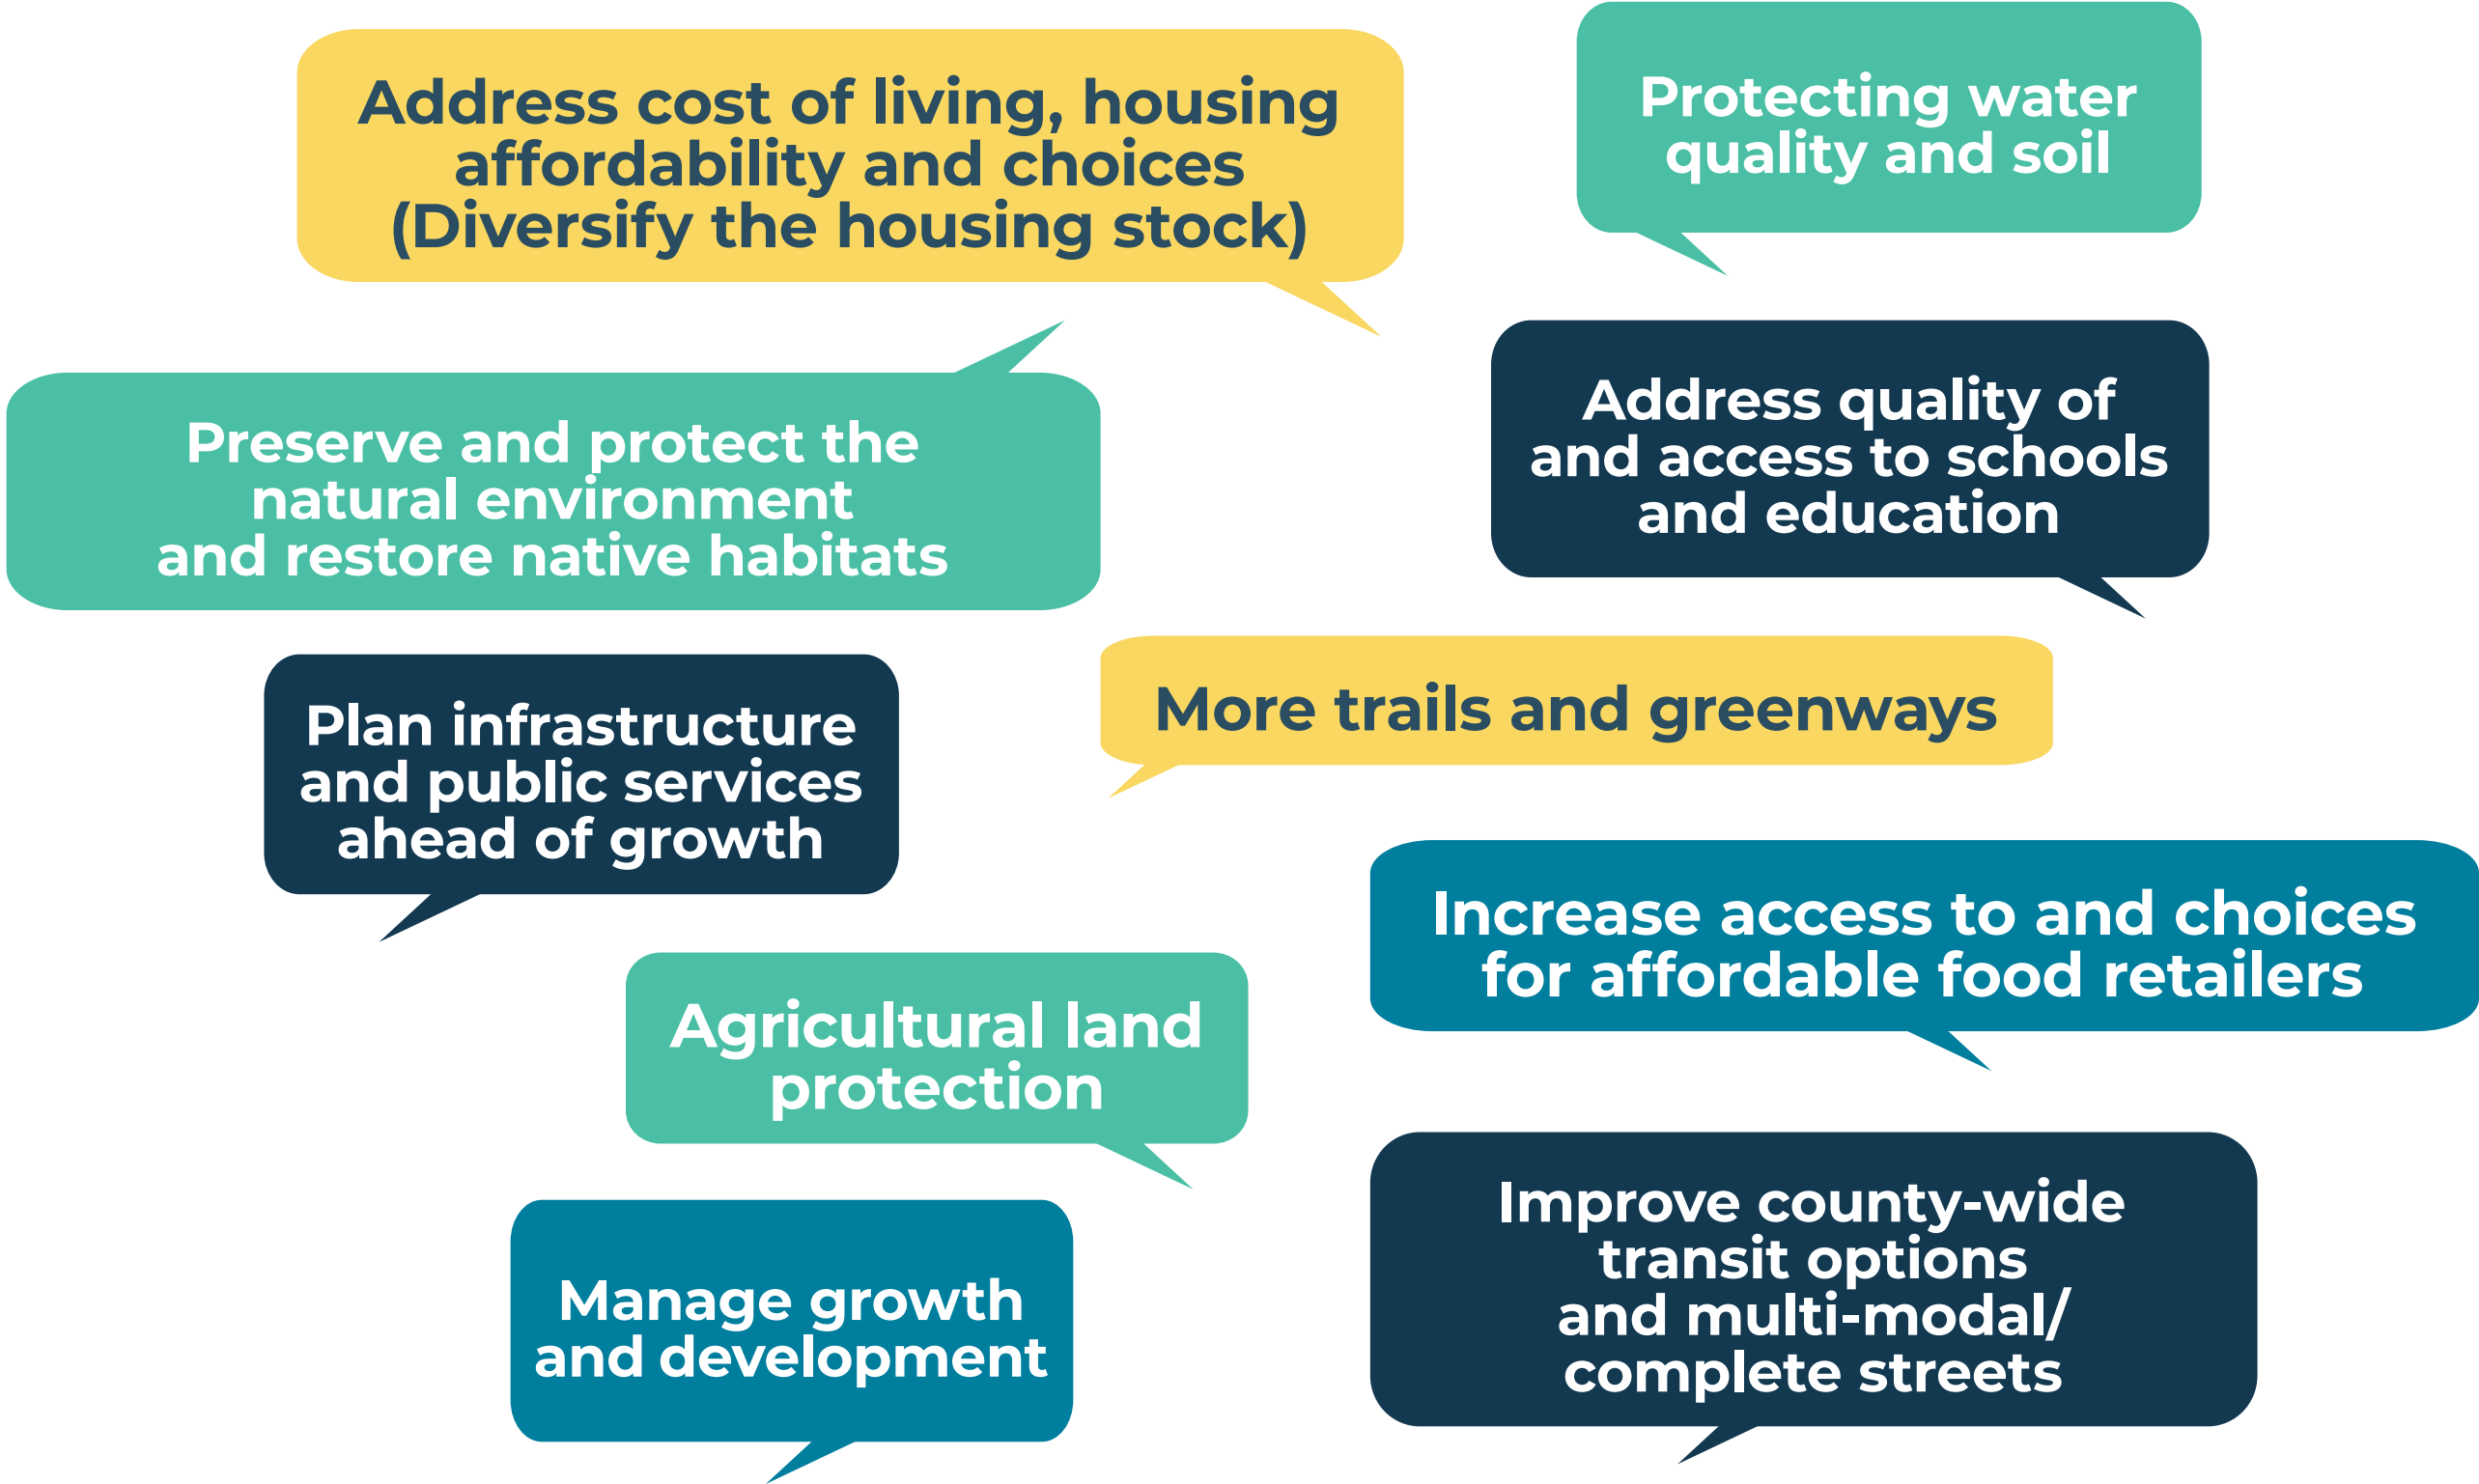 Address cost of living, housing
affordability and choices
(Diversify the housing stock)
Protecting water
quality and soil
Preserve and protect the
natural environment
and restore native habitats
Address quality of
and access to schools
and education
Plan infrastructure
and public services
ahead of growth
More trails and greenways
Increase access to and choices
for affordable food retailers
Agricultural land
protection
Improve county-wide
transit options
and multi-modal/
complete streets
Manage growth
and development